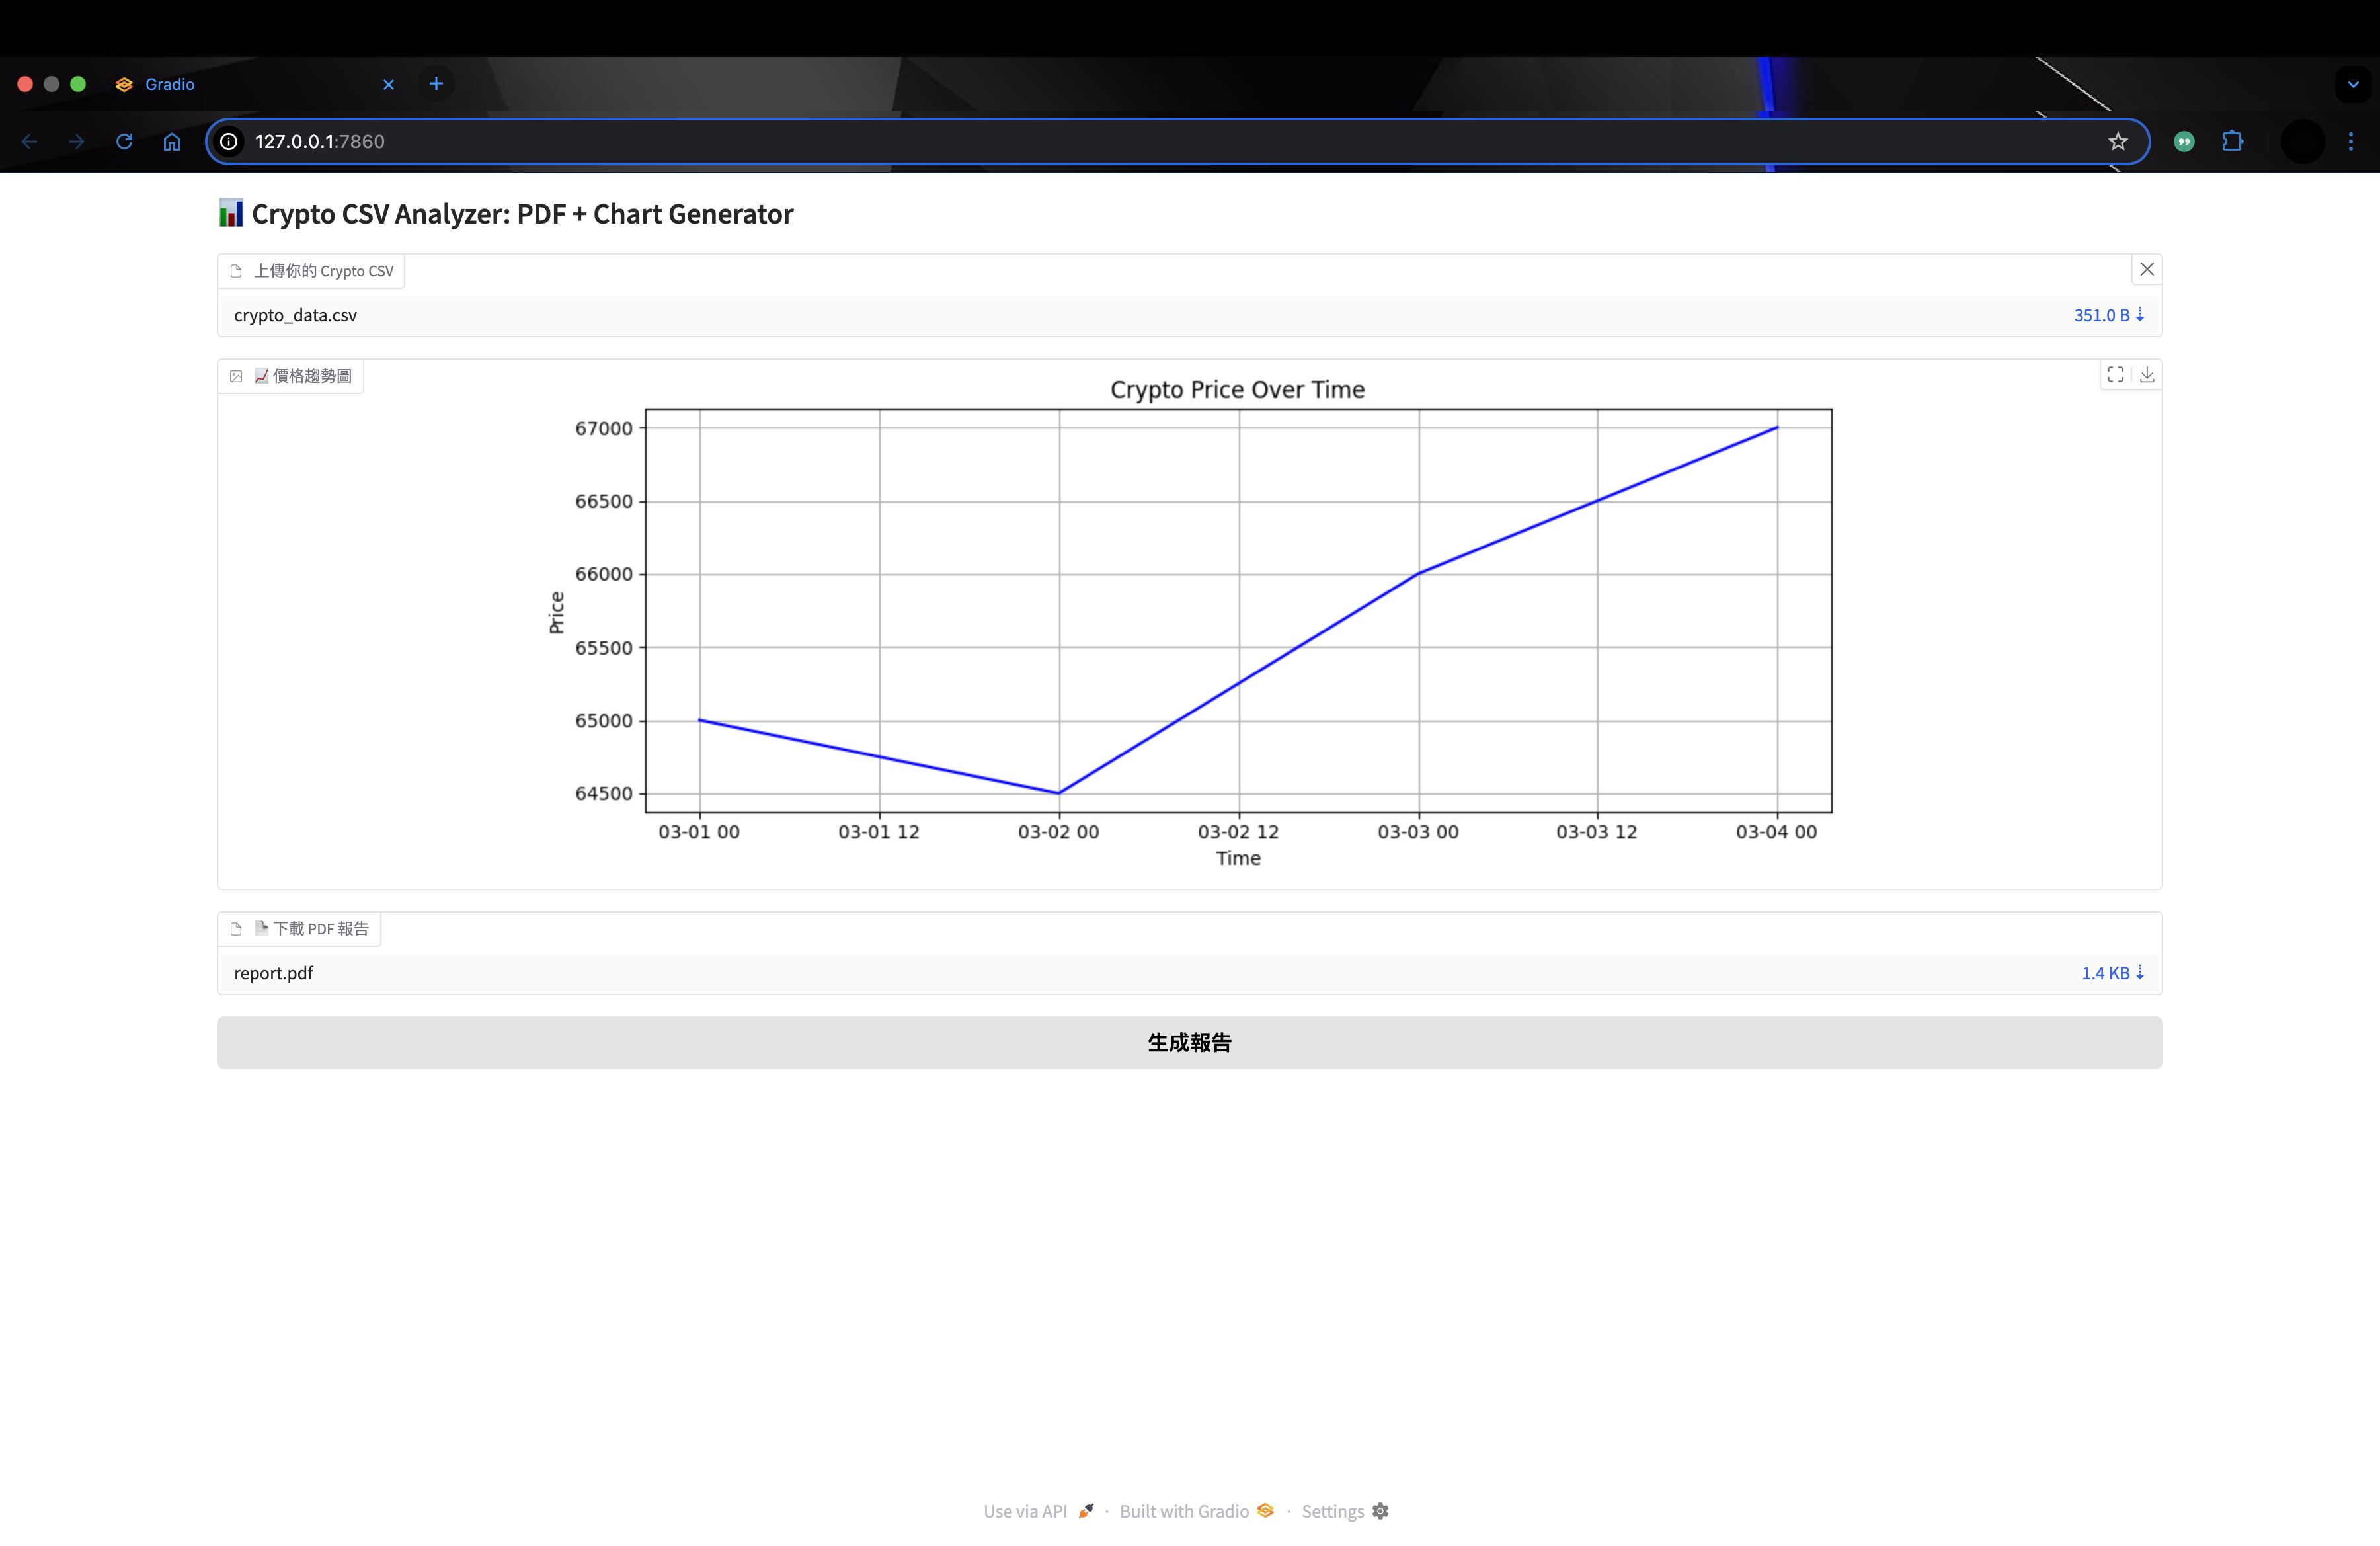 Gradio
127.0.0.1:7860
Crypto CSV Analyzer: PDF + Chart Generator
上傳你的 Crypto CSV
crypto_data.csv 351.0 B ⇣
📈 價格趨勢圖
Crypto Price Over Time
67000
66500
66000
65500
65000
64500
Price
03-01 00 03-01 12 03-02 00 03-02 12 03-03 00 03-03 12 03-04 00
Time
下載 PDF 報告
report.pdf 1.4 KB ⇣
生成報告
Use via API · Built with Gradio · Settings